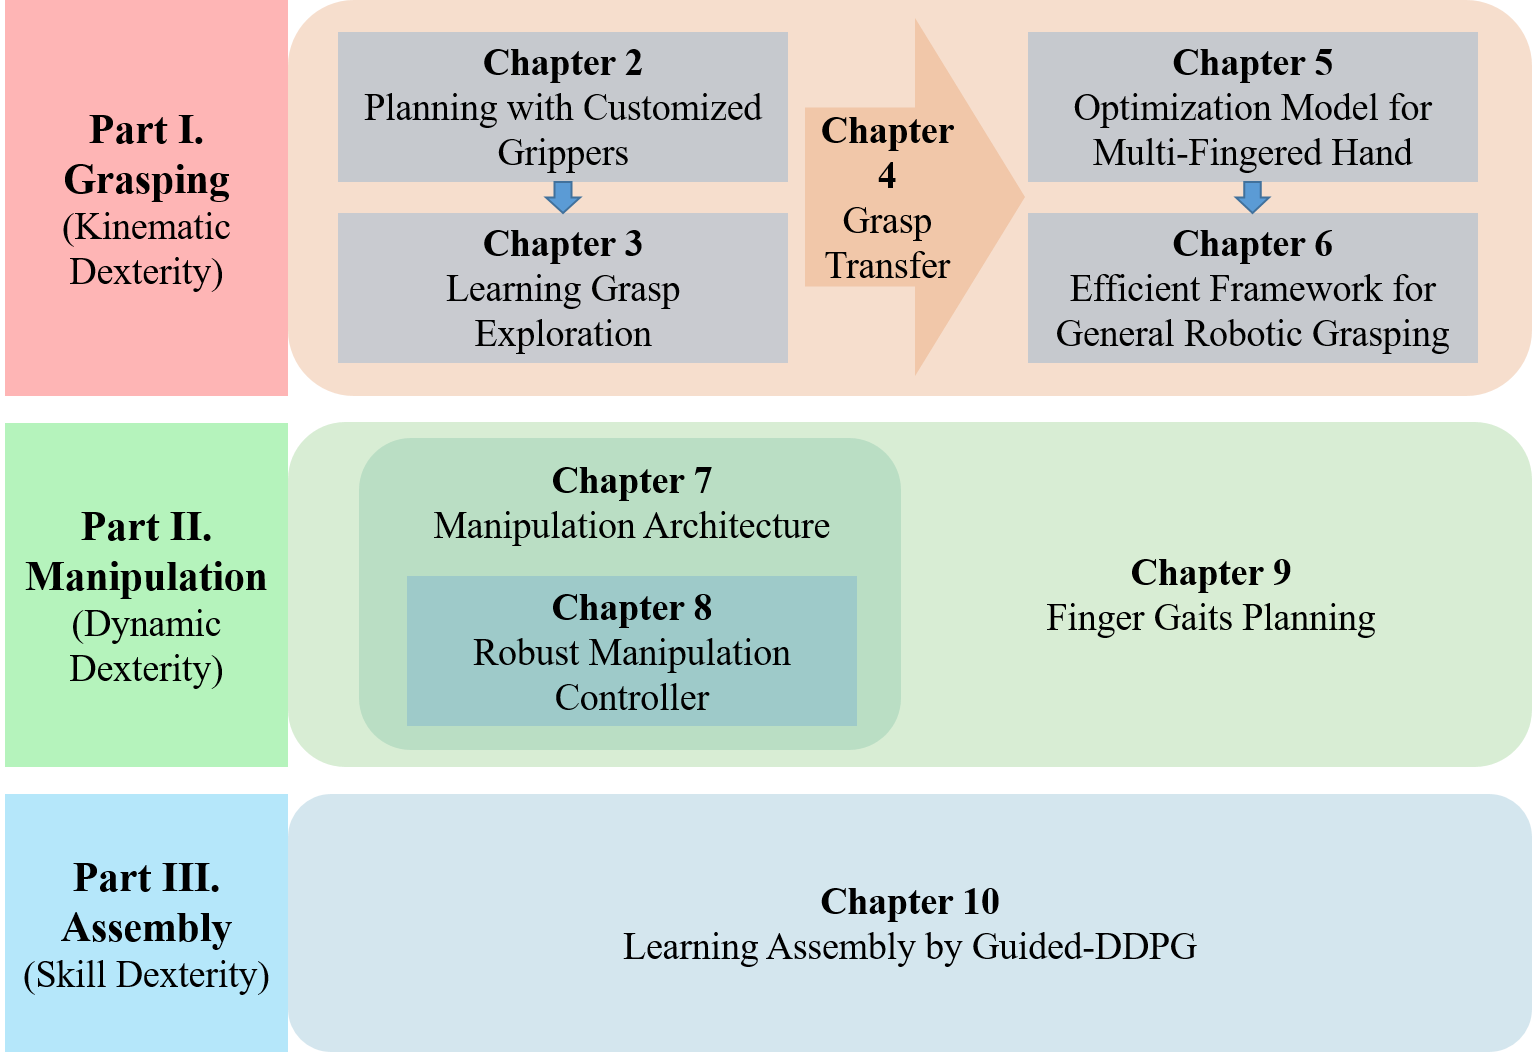 Part I.
Grasping
(Kinematic
Dexterity)
Chapter 2
Planning with Customized
Grippers
Chapter 3
Learning Grasp
Exploration
Chapter
4
Grasp
Transfer
Chapter 5
Optimization Model for
Multi-Fingered Hand
Chapter 6
Efficient Framework for
General Robotic Grasping
Part II.
Manipulation
(Dynamic
Dexterity)
Chapter 7
Manipulation Architecture
Chapter 8
Robust Manipulation
Controller
Chapter 9
Finger Gaits Planning
Part III.
Assembly
(Skill Dexterity)
Chapter 10
Learning Assembly by Guided-DDPG